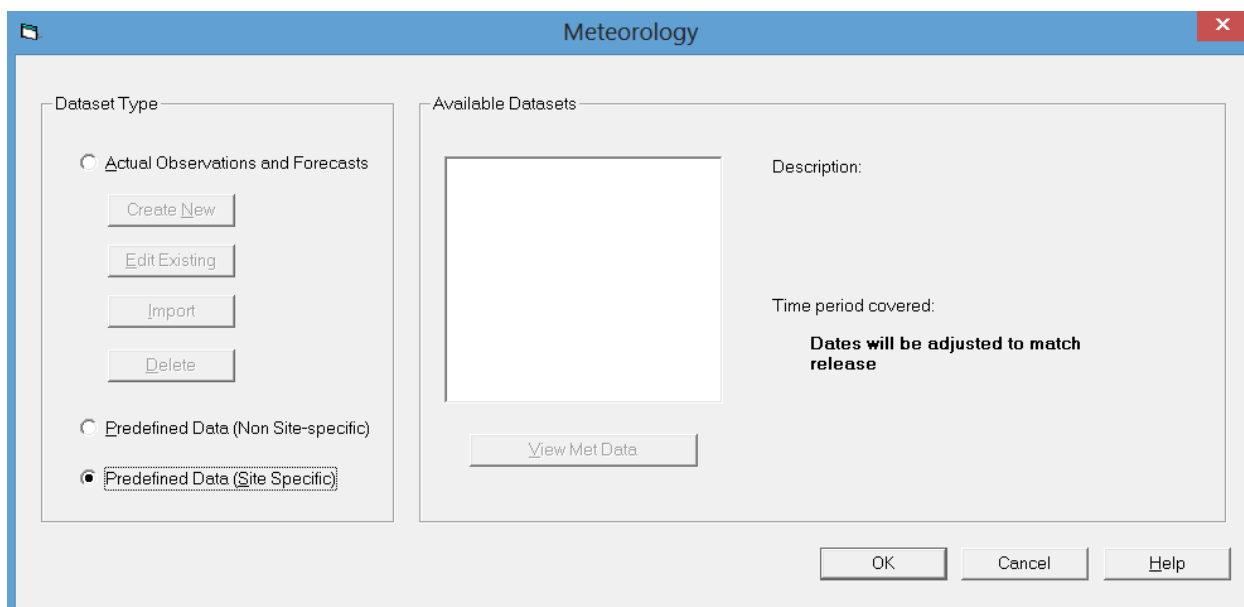 Meteorology
Dataset Type
Actual Observations and Forecasts
Create New
Edit Existing
Import
Delete
Predefined Data (Non Site-specific)
Predefined Data (Site Specific)
Available Datasets
Description:
Time period covered:
Dates will be adjusted to match
release
View Met Data
OK
Cancel
Help